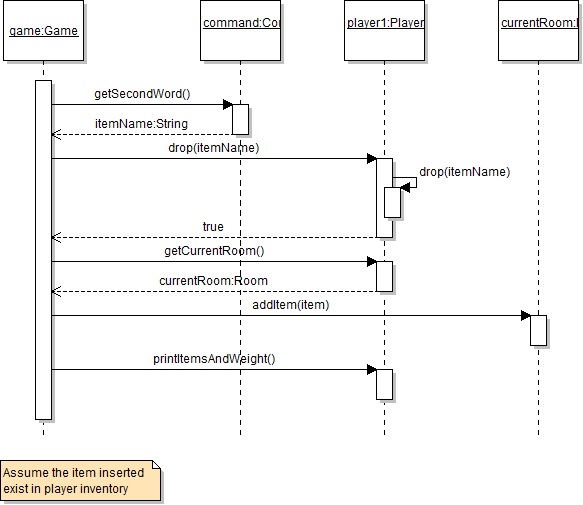 game:Game
command:Co
player1:Player
currentRoom:
getSecondWord()
itemName:String
drop(itemName)
drop(itemName)
true
getCurrentRoom()
currentRoom:Room
addItem(item)
printItemsAndWeight()
Assume the item inserted
exist in player inventory